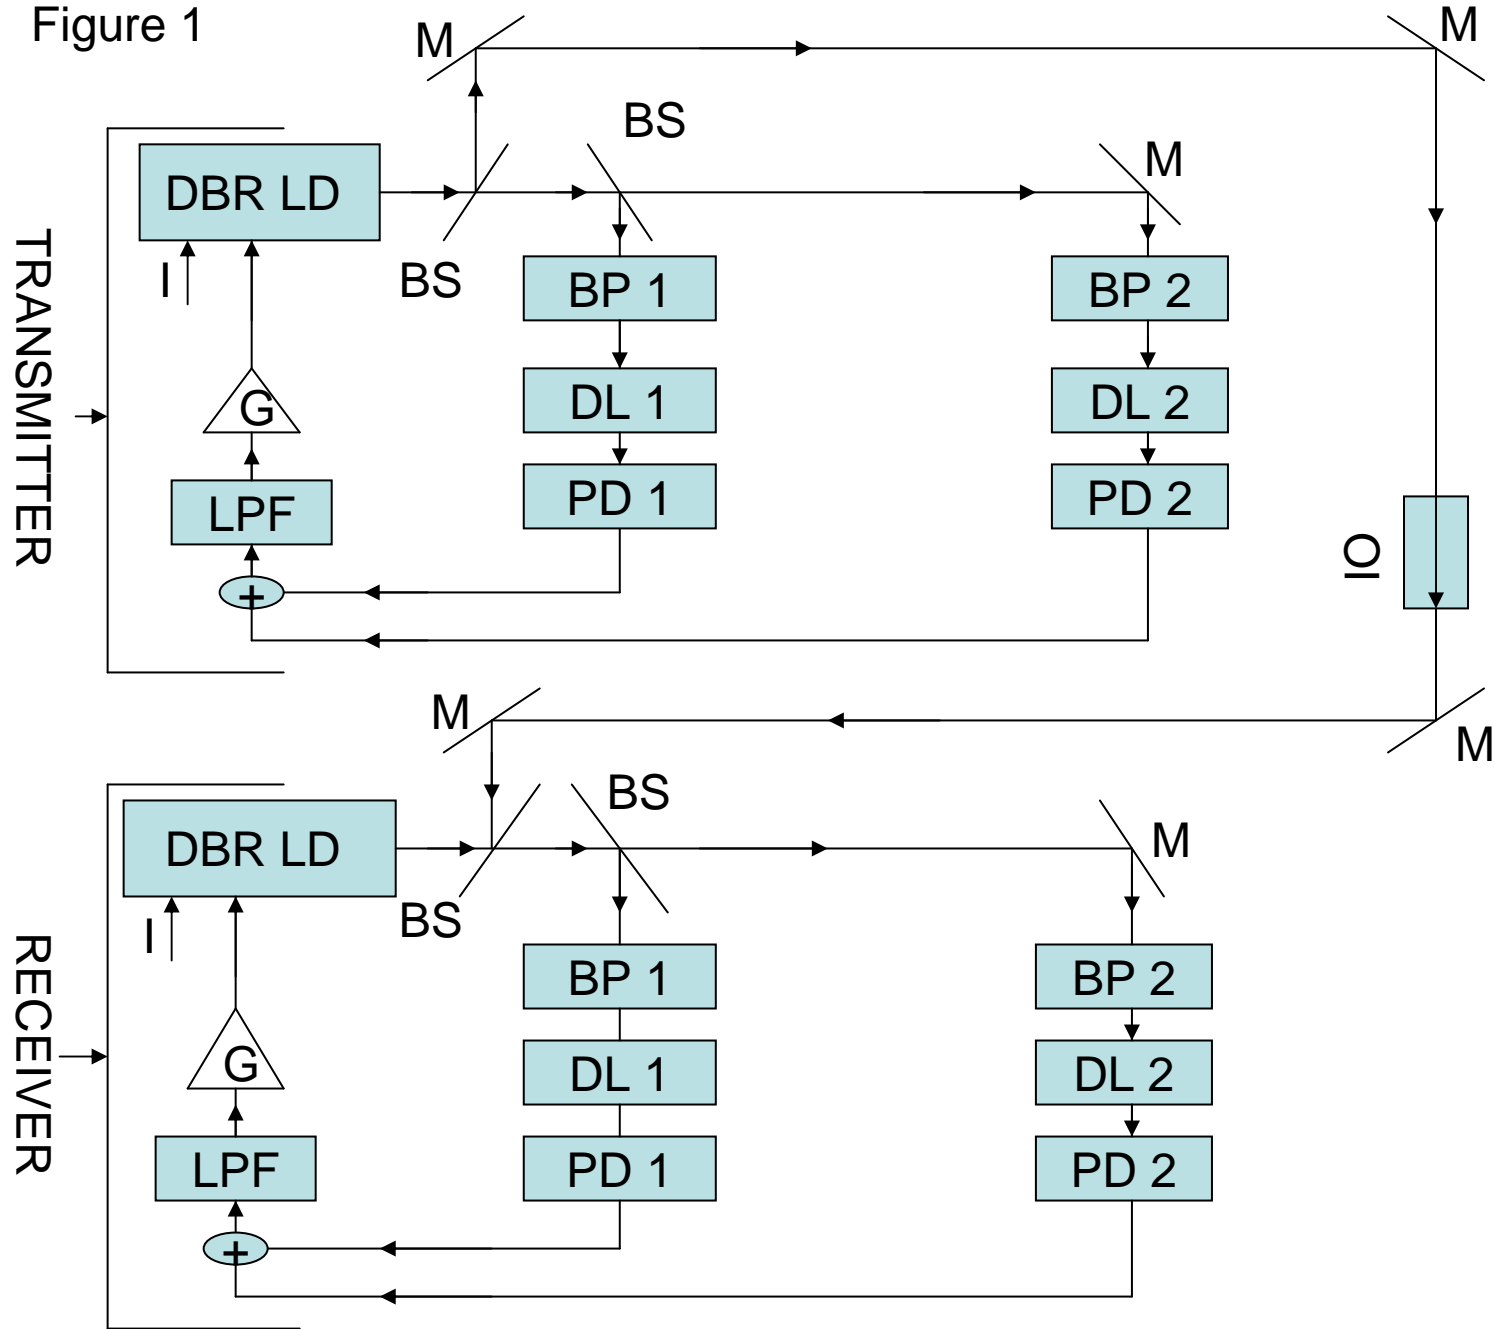 Figure 1
M
M
BS
M
DBR LD
BS
I
BP 1
BP 2
TRANSMITTER
G
DL 1
DL 2
LPF
PD 1
PD 2
IO
+
M
M
BS
DBR LD
M
BS
I
RECEIVER
BP 1
BP 2
G
DL 1
DL 2
LPF
PD 1
PD 2
+